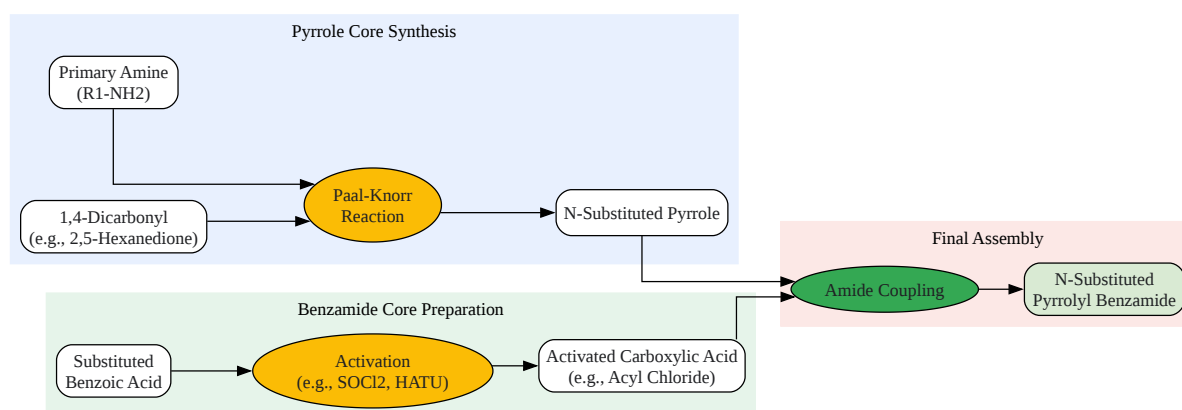 Pyrrole Core Synthesis
Primary Amine
(R1-NH2)
Paal-Knorr
Reaction
1,4-Dicarbonyl
(e.g., 2,5-Hexanedione)
N-Substituted Pyrrole
Final Assembly
Amide Coupling
N-Substituted
Pyrrolyl Benzamide
Benzamide Core Preparation
Substituted
Benzoic Acid
Activation
(e.g., SOCl2, HATU)
Activated Carboxylic Acid
(e.g., Acyl Chloride)